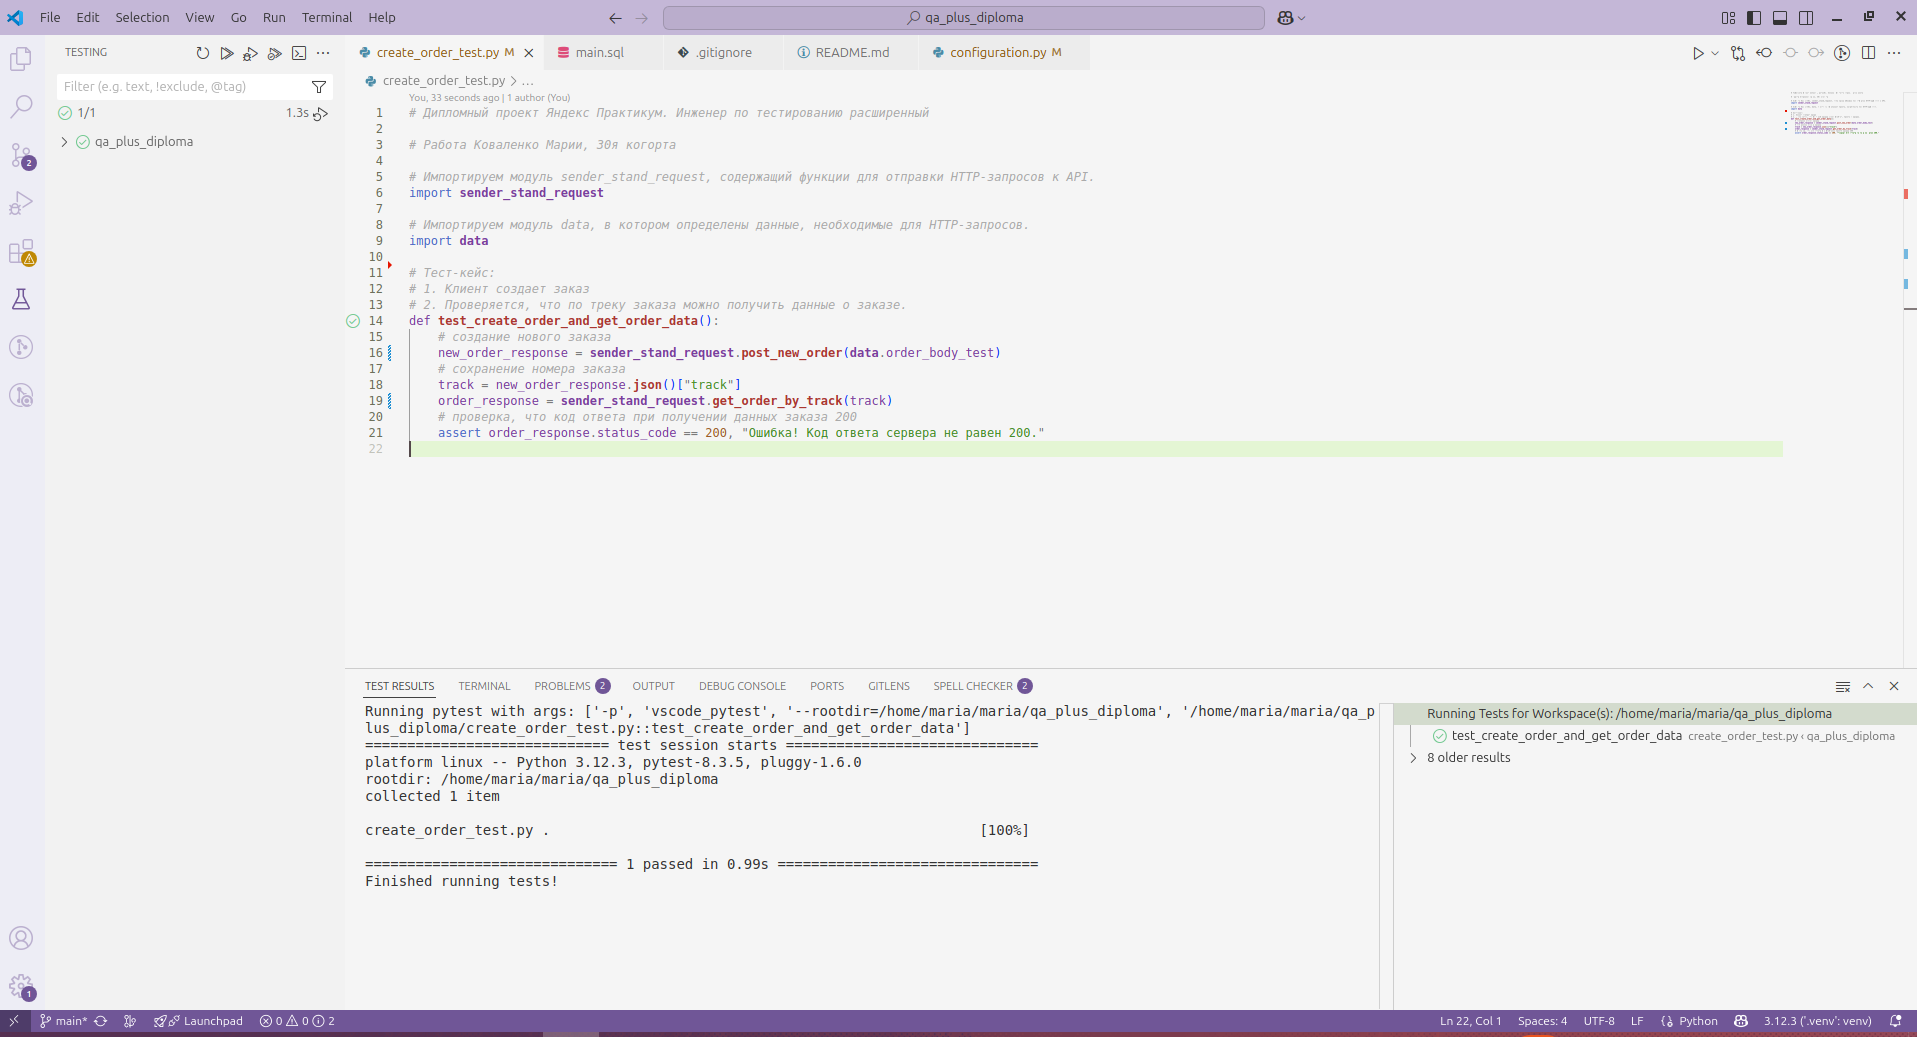 File Edit Selection View Go Run Terminal Help
qa_plus_diploma
TESTING
Filter (e.g. text, !exclude, @tag)
1/1
1.3s
qa_plus_diploma
2
1
create_order_test.py M
main.sql
.gitignore
README.md
configuration.py M
create_order_test.py > ...
You, 33 seconds ago | 1 author (You)
1 # Дипломный проект Яндекс Практикум. Инженер по тестированию расширенный
2
3 # Работа Коваленко Марии, 30я когорта
4
5 # Импортируем модуль sender_stand_request, содержащий функции для отправки HTTP-запросов к API.
6 import sender_stand_request
7
8 # Импортируем модуль data, в котором определены данные, необходимые для HTTP-запросов.
9 import data
10
11 # Тест-кейс:
12 # 1. Клиент создает заказ
13 # 2. Проверяется, что по треку заказа можно получить данные о заказе.
14 def test_create_order_and_get_order_data():
15 # создание нового заказа
16 new_order_response = sender_stand_request.post_new_order(data.order_body_test)
17 # сохранение номера заказа
18 track = new_order_response.json()["track"]
19 order_response = sender_stand_request.get_order_by_track(track)
20 # проверка, что код ответа при получении данных заказа 200
21 assert order_response.status_code == 200, "Ошибка! Код ответа сервера не равен 200."
22
TEST RESULTS TERMINAL PROBLEMS 2 OUTPUT DEBUG CONSOLE PORTS GITLENS SPELL CHECKER 2
Running pytest with args: ['-p', 'vscode_pytest', '--rootdir=/home/maria/maria/qa_plus_diploma', '/home/maria/maria/qa_p
lus_diploma/create_order_test.py::test_create_order_and_get_order_data']
============================= test session starts ==============================
platform linux -- Python 3.12.3, pytest-8.3.5, pluggy-1.6.0
rootdir: /home/maria/maria/qa_plus_diploma
collected 1 item
create_order_test.py . [100%]
============================== 1 passed in 0.99s ===============================
Finished running tests!
Running Tests for Workspace(s): /home/maria/maria/qa_plus_diploma
test_create_order_and_get_order_data create_order_test.py ‹ qa_plus_diploma
8 older results
main* Launchpad 0 0 2
Ln 22, Col 1 Spaces: 4 UTF-8 LF {} Python 3.12.3 ('.venv': venv)